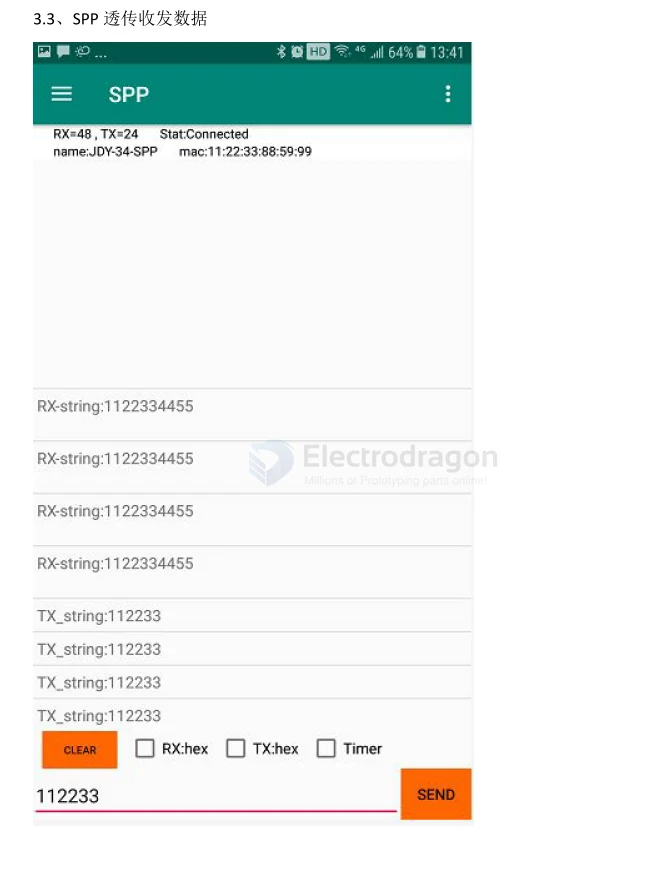 3.3、SPP 透传收发数据
... HD 4G 64% 13:41
SPP
RX=48 , TX=24 Stat:Connected
name:JDY-34-SPP mac:11:22:33:88:59:99
RX-string:1122334455
RX-string:1122334455
Electrodragon
Millions of Prototyping parts online!
RX-string:1122334455
RX-string:1122334455
TX_string:112233
TX_string:112233
TX_string:112233
TX_string:112233
CLEAR RX:hex TX:hex Timer
112233 SEND